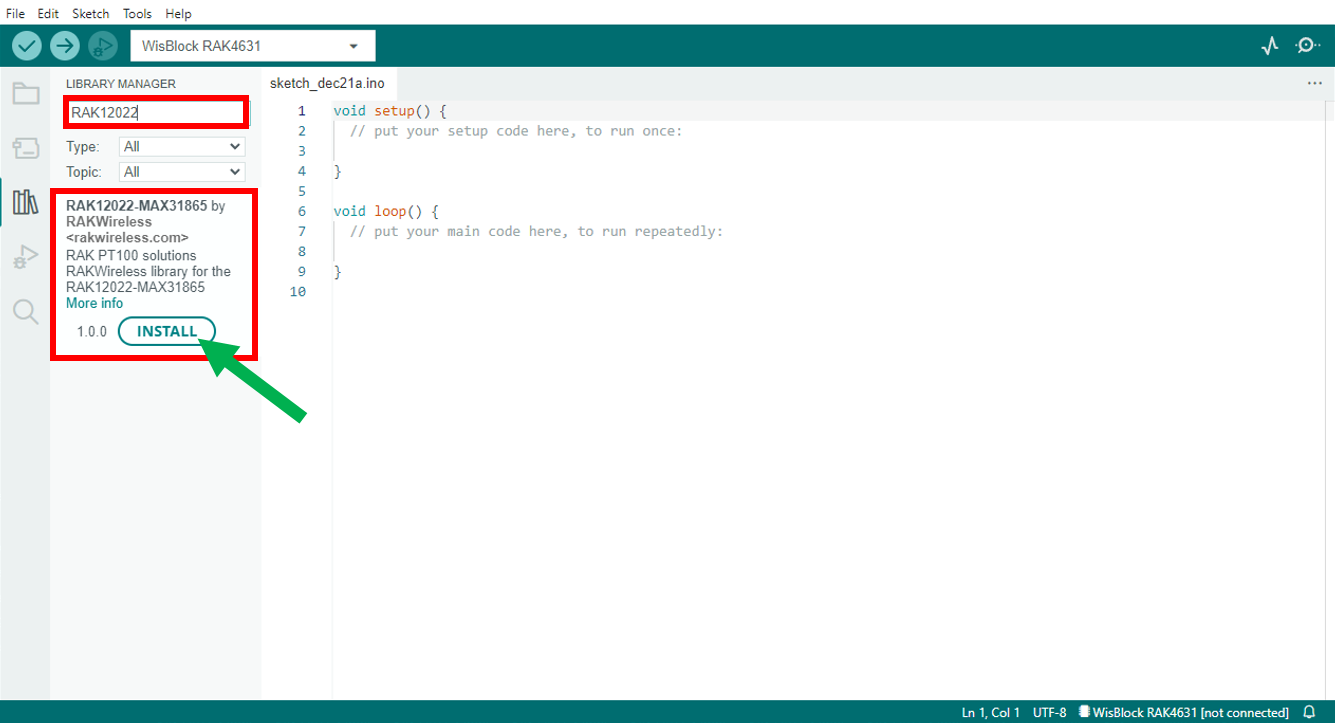 File Edit Sketch Tools Help
WisBlock RAK4631
LIBRARY MANAGER
RAK12022
Type: All
Topic: All
RAK12022-MAX31865 by
RAKWireless
<rakwireless.com>
RAK PT100 solutions
RAKWireless library for the
RAK12022-MAX31865
More info
1.0.0 INSTALL
sketch_dec21a.ino
1 void setup() {
2 // put your setup code here, to run once:
3
4 }
5
6 void loop() {
7 // put your main code here, to run repeatedly:
8
9 }
10
Ln 1, Col 1 UTF-8 WisBlock RAK4631 [not connected]